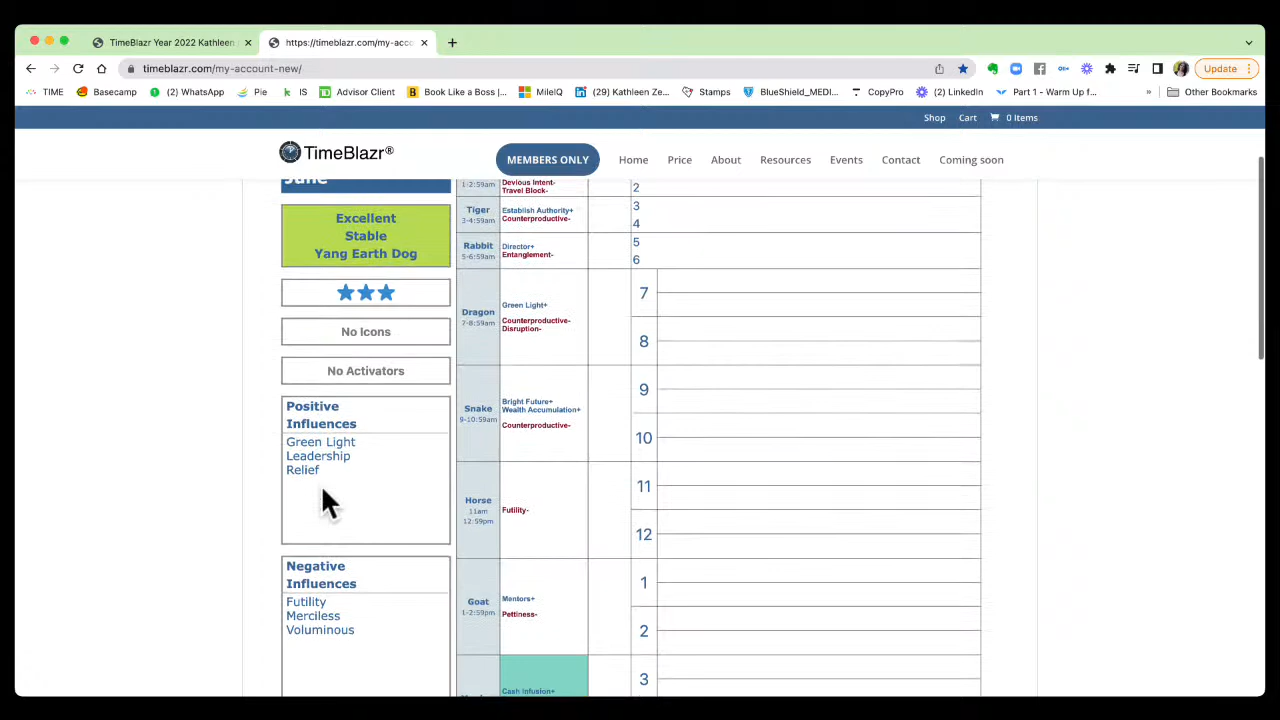 TimeBlazr Year 2022 Kathleen
https://timeblazr.com/my-acco
timeblazr.com/my-account-new/
Update
TIME
Basecamp
(2) WhatsApp
Pie
IS
Advisor Client
Book Like a Boss |...
MileIQ
(29) Kathleen Ze...
Stamps
BlueShield_MEDI...
CopyPro
(2) LinkedIn
Part 1 - Warm Up f...
»
Other Bookmarks
Shop
Cart
0 Items
TimeBlazr®
MEMBERS ONLY
Home
Price
About
Resources
Events
Contact
Coming soon
June
Excellent
Stable
Yang Earth Dog
No Icons
No Activators
Positive
Influences
Green Light
Leadership
Relief
Negative
Influences
Futility
Merciless
Voluminous
1-2:59am
Devious Intent-
Travel Block-
2
Tiger
3-4:59am
Establish Authority+
Counterproductive-
3
4
Rabbit
5-6:59am
Director+
Entanglement-
5
6
Dragon
7-8:59am
Green Light+
Counterproductive-
Disruption-
7
8
Snake
9-10:59am
Bright Future+
Wealth Accumulation+
Counterproductive-
9
10
Horse
11am
12:59pm
Futility-
11
12
Goat
1-2:59pm
Mentors+
Pettiness-
1
2
Cash Infusion+
3